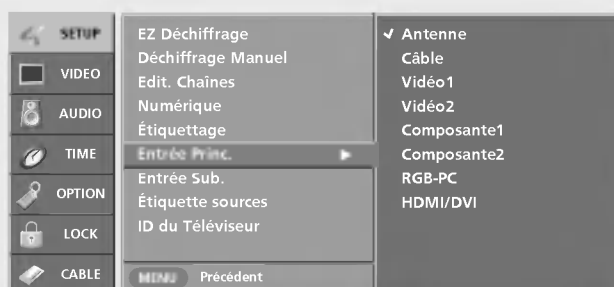 SETUP
VIDEO
AUDIO
TIME
OPTION
LOCK
CABLE
EZ Déchiffrage
Déchiffrage Manuel
Edit. Chaînes
Numérique
Étiquettage
Entrée Princ.
Entrée Sub.
Étiquette sources
ID du Téléviseur
MENU Précédent
Antenne
Câble
Vidéo1
Vidéo2
Composante1
Composante2
RGB-PC
HDMI/DVI